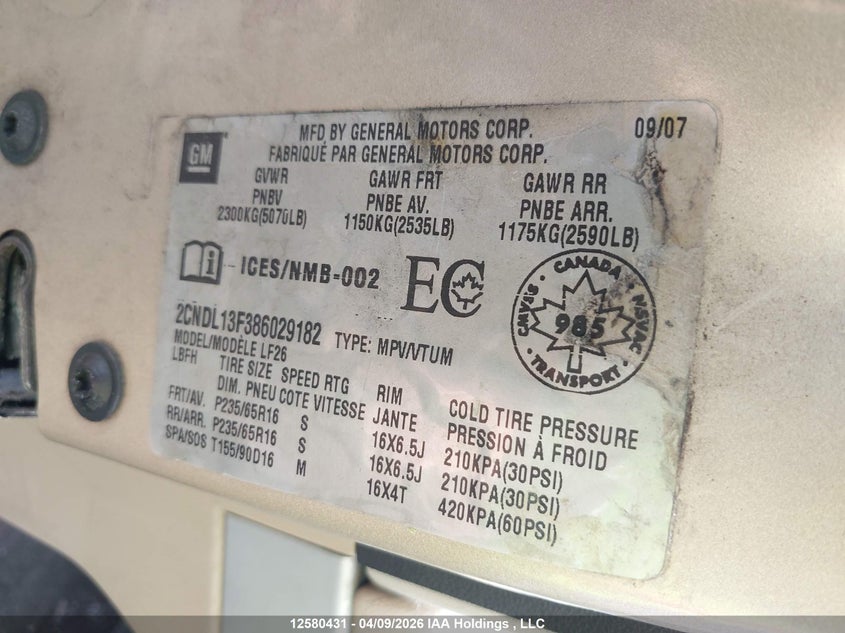 GM
MFD BY GENERAL MOTORS CORP. 09/07
FABRIQUÉ PAR GENERAL MOTORS CORP.
GVWR GAWR FRT GAWR RR
PNBV PNBE AV. PNBE ARR.
2300KG(5070LB) 1150KG(2535LB) 1175KG(2590LB)
i ICES/NMB-002 EC
CANADA
CMVSS NSVAC
985
TRANSPORT
2CNDL13F386029182 TYPE: MPV/VTUM
MODEL/MODÈLE LF26
LBFH TIRE SIZE SPEED RTG RIM COLD TIRE PRESSURE
DIM. PNEU COTE VITESSE JANTE PRESSION À FROID
FRT/AV. P235/65R16 S 16X6.5J 210KPA(30PSI)
RR/ARR. P235/65R16 S 16X6.5J 210KPA(30PSI)
SPA/SOS T155/90D16 M 16X4T 420KPA(60PSI)
12580431 - 04/09/2026 IAA Holdings , LLC